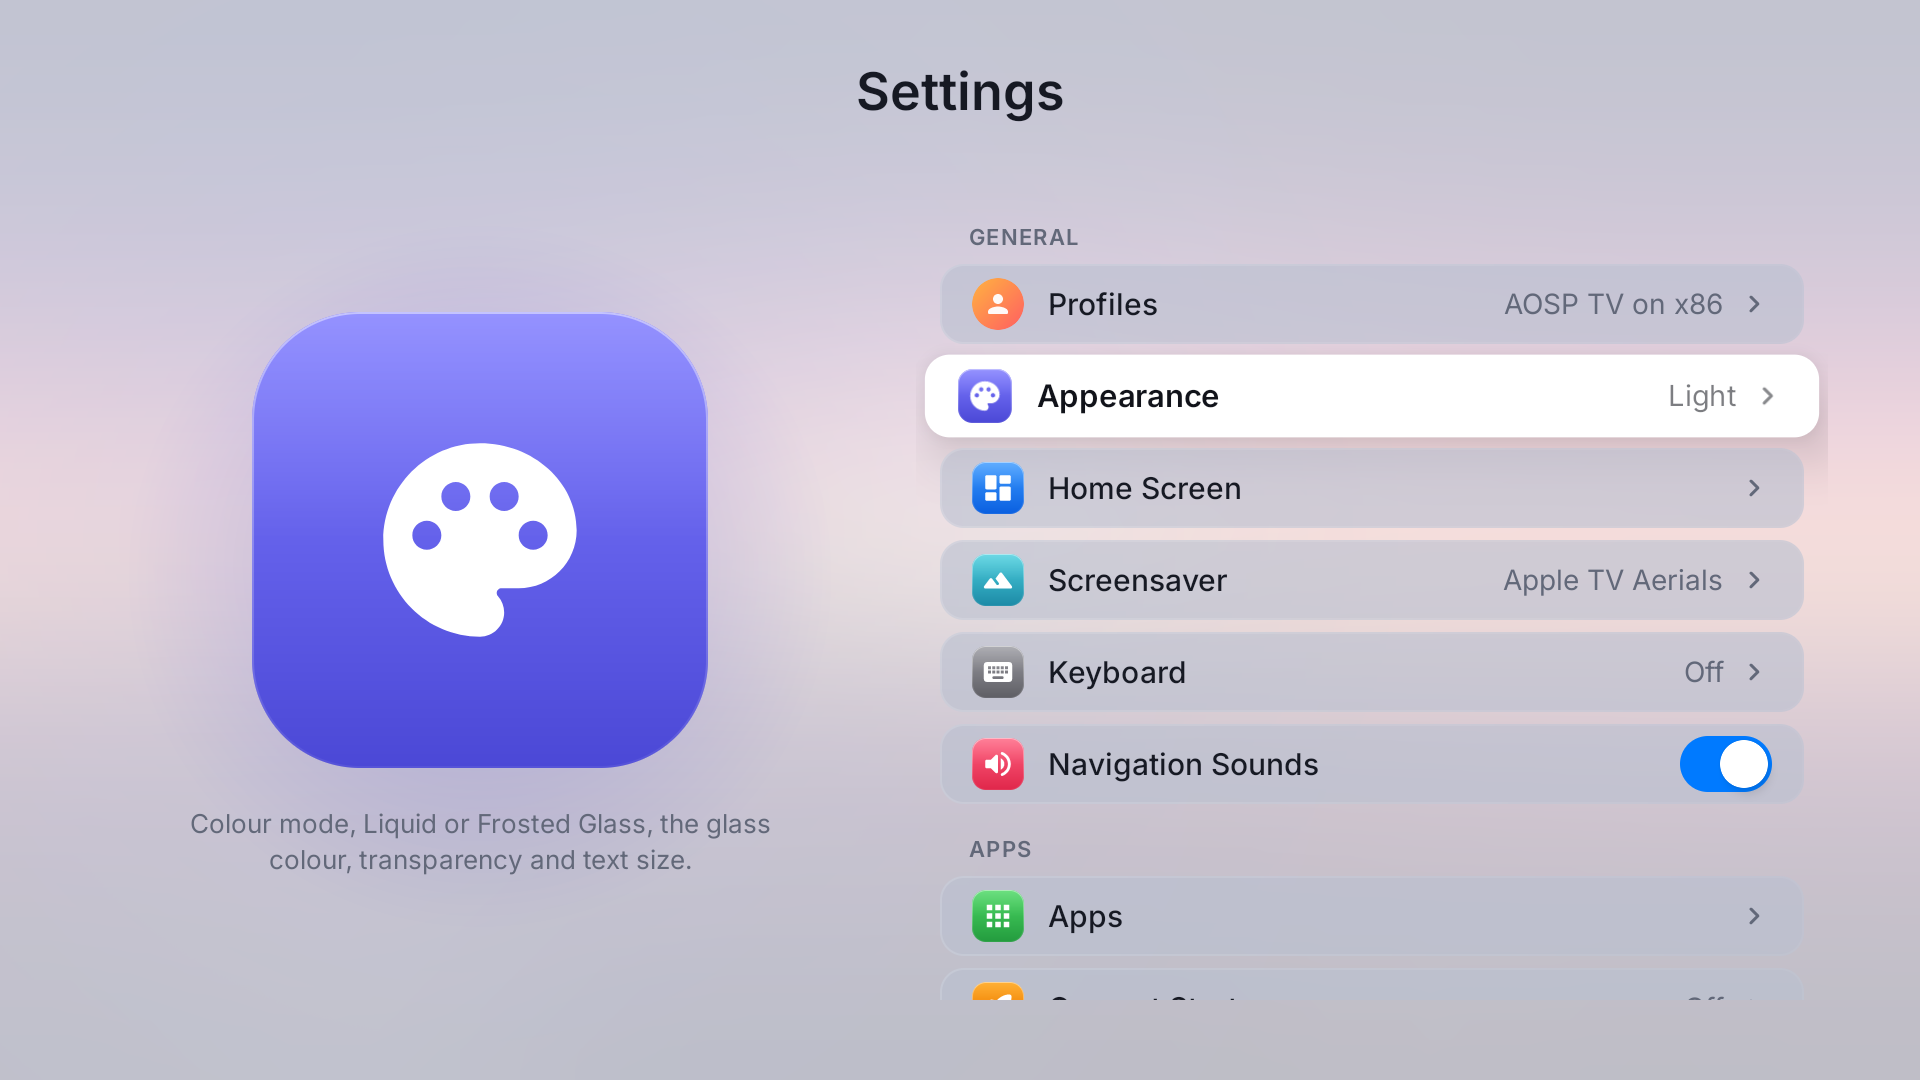 Settings
GENERAL
Profiles AOSP TV on x86
Appearance Light
Home Screen
Screensaver Apple TV Aerials
Keyboard Off
Navigation Sounds
APPS
Apps
Colour mode, Liquid or Frosted Glass, the glass
colour, transparency and text size.